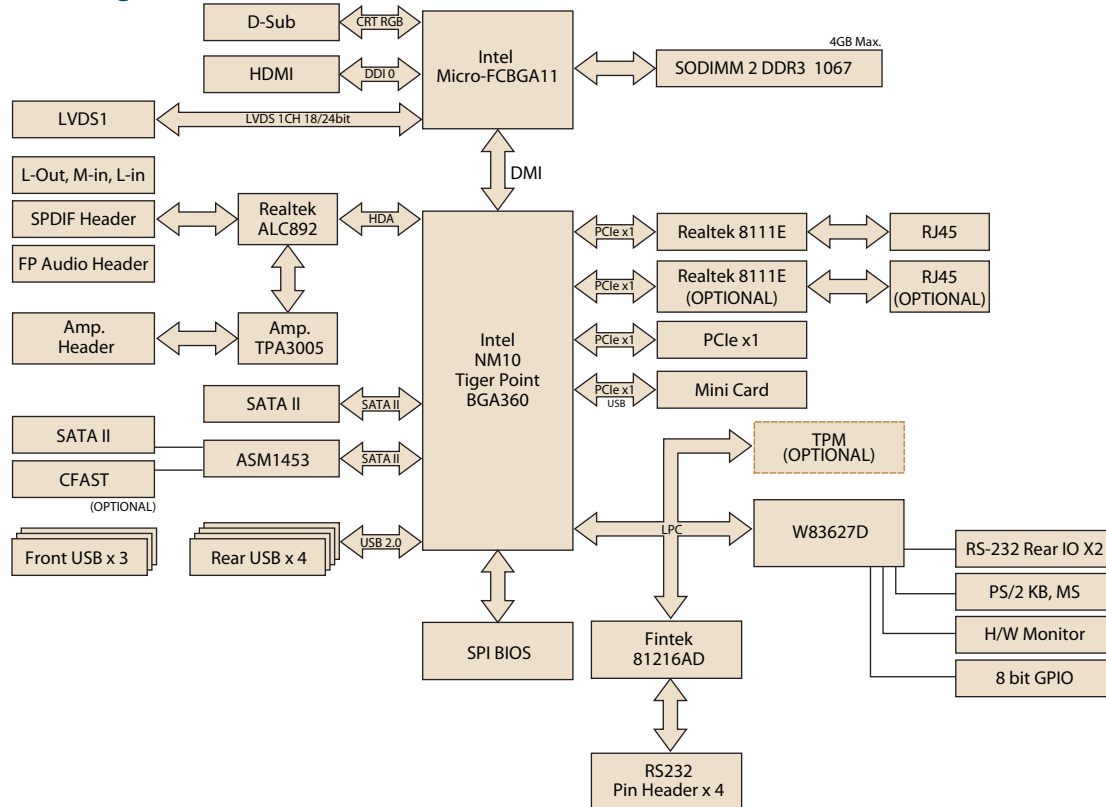 D-Sub
CRT RGB
Intel
Micro-FCBGA11
4GB Max.
SODIMM 2 DDR3 1067
HDMI
DDI 0
LVDS1
LVDS 1CH 18/24bit
DMI
L-Out, M-in, L-in
SPDIF Header
FP Audio Header
Realtek
ALC892
HDA
Amp.
Header
Amp.
TPA3005
Intel
NM10
Tiger Point
BGA360
PCIe x1
Realtek 8111E
RJ45
PCIe x1
Realtek 8111E
(OPTIONAL)
RJ45
(OPTIONAL)
PCIe x1
PCIe x1
PCIe x1
USB
Mini Card
SATA II
SATA II
SATA II
CFAST
(OPTIONAL)
ASM1453
SATA II
TPM
(OPTIONAL)
LPC
W83627D
Front USB x 3
Rear USB x 4
USB 2.0
RS-232 Rear IO X2
PS/2 KB, MS
H/W Monitor
8 bit GPIO
SPI BIOS
Fintek
81216AD
RS232
Pin Header x 4